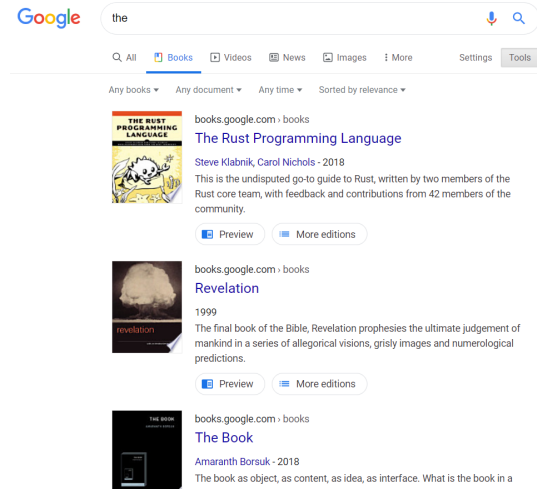 Google
the
All Books Videos News Images More Settings Tools
Any books Any document Any time Sorted by relevance
THE RUST
PROGRAMMING
LANGUAGE
books.google.com › books
The Rust Programming Language
Steve Klabnik, Carol Nichols - 2018
This is the undisputed go-to guide to Rust, written by two members of the
Rust core team, with feedback and contributions from 42 members of the
community.
Preview More editions
revelation
books.google.com › books
Revelation
1999
The final book of the Bible, Revelation prophesies the ultimate judgement of
mankind in a series of allegorical visions, grisly images and numerological
predictions.
Preview More editions
THE BOOK
AMARANTH BORSUK
books.google.com › books
The Book
Amaranth Borsuk - 2018
The book as object, as content, as idea, as interface. What is the book in a